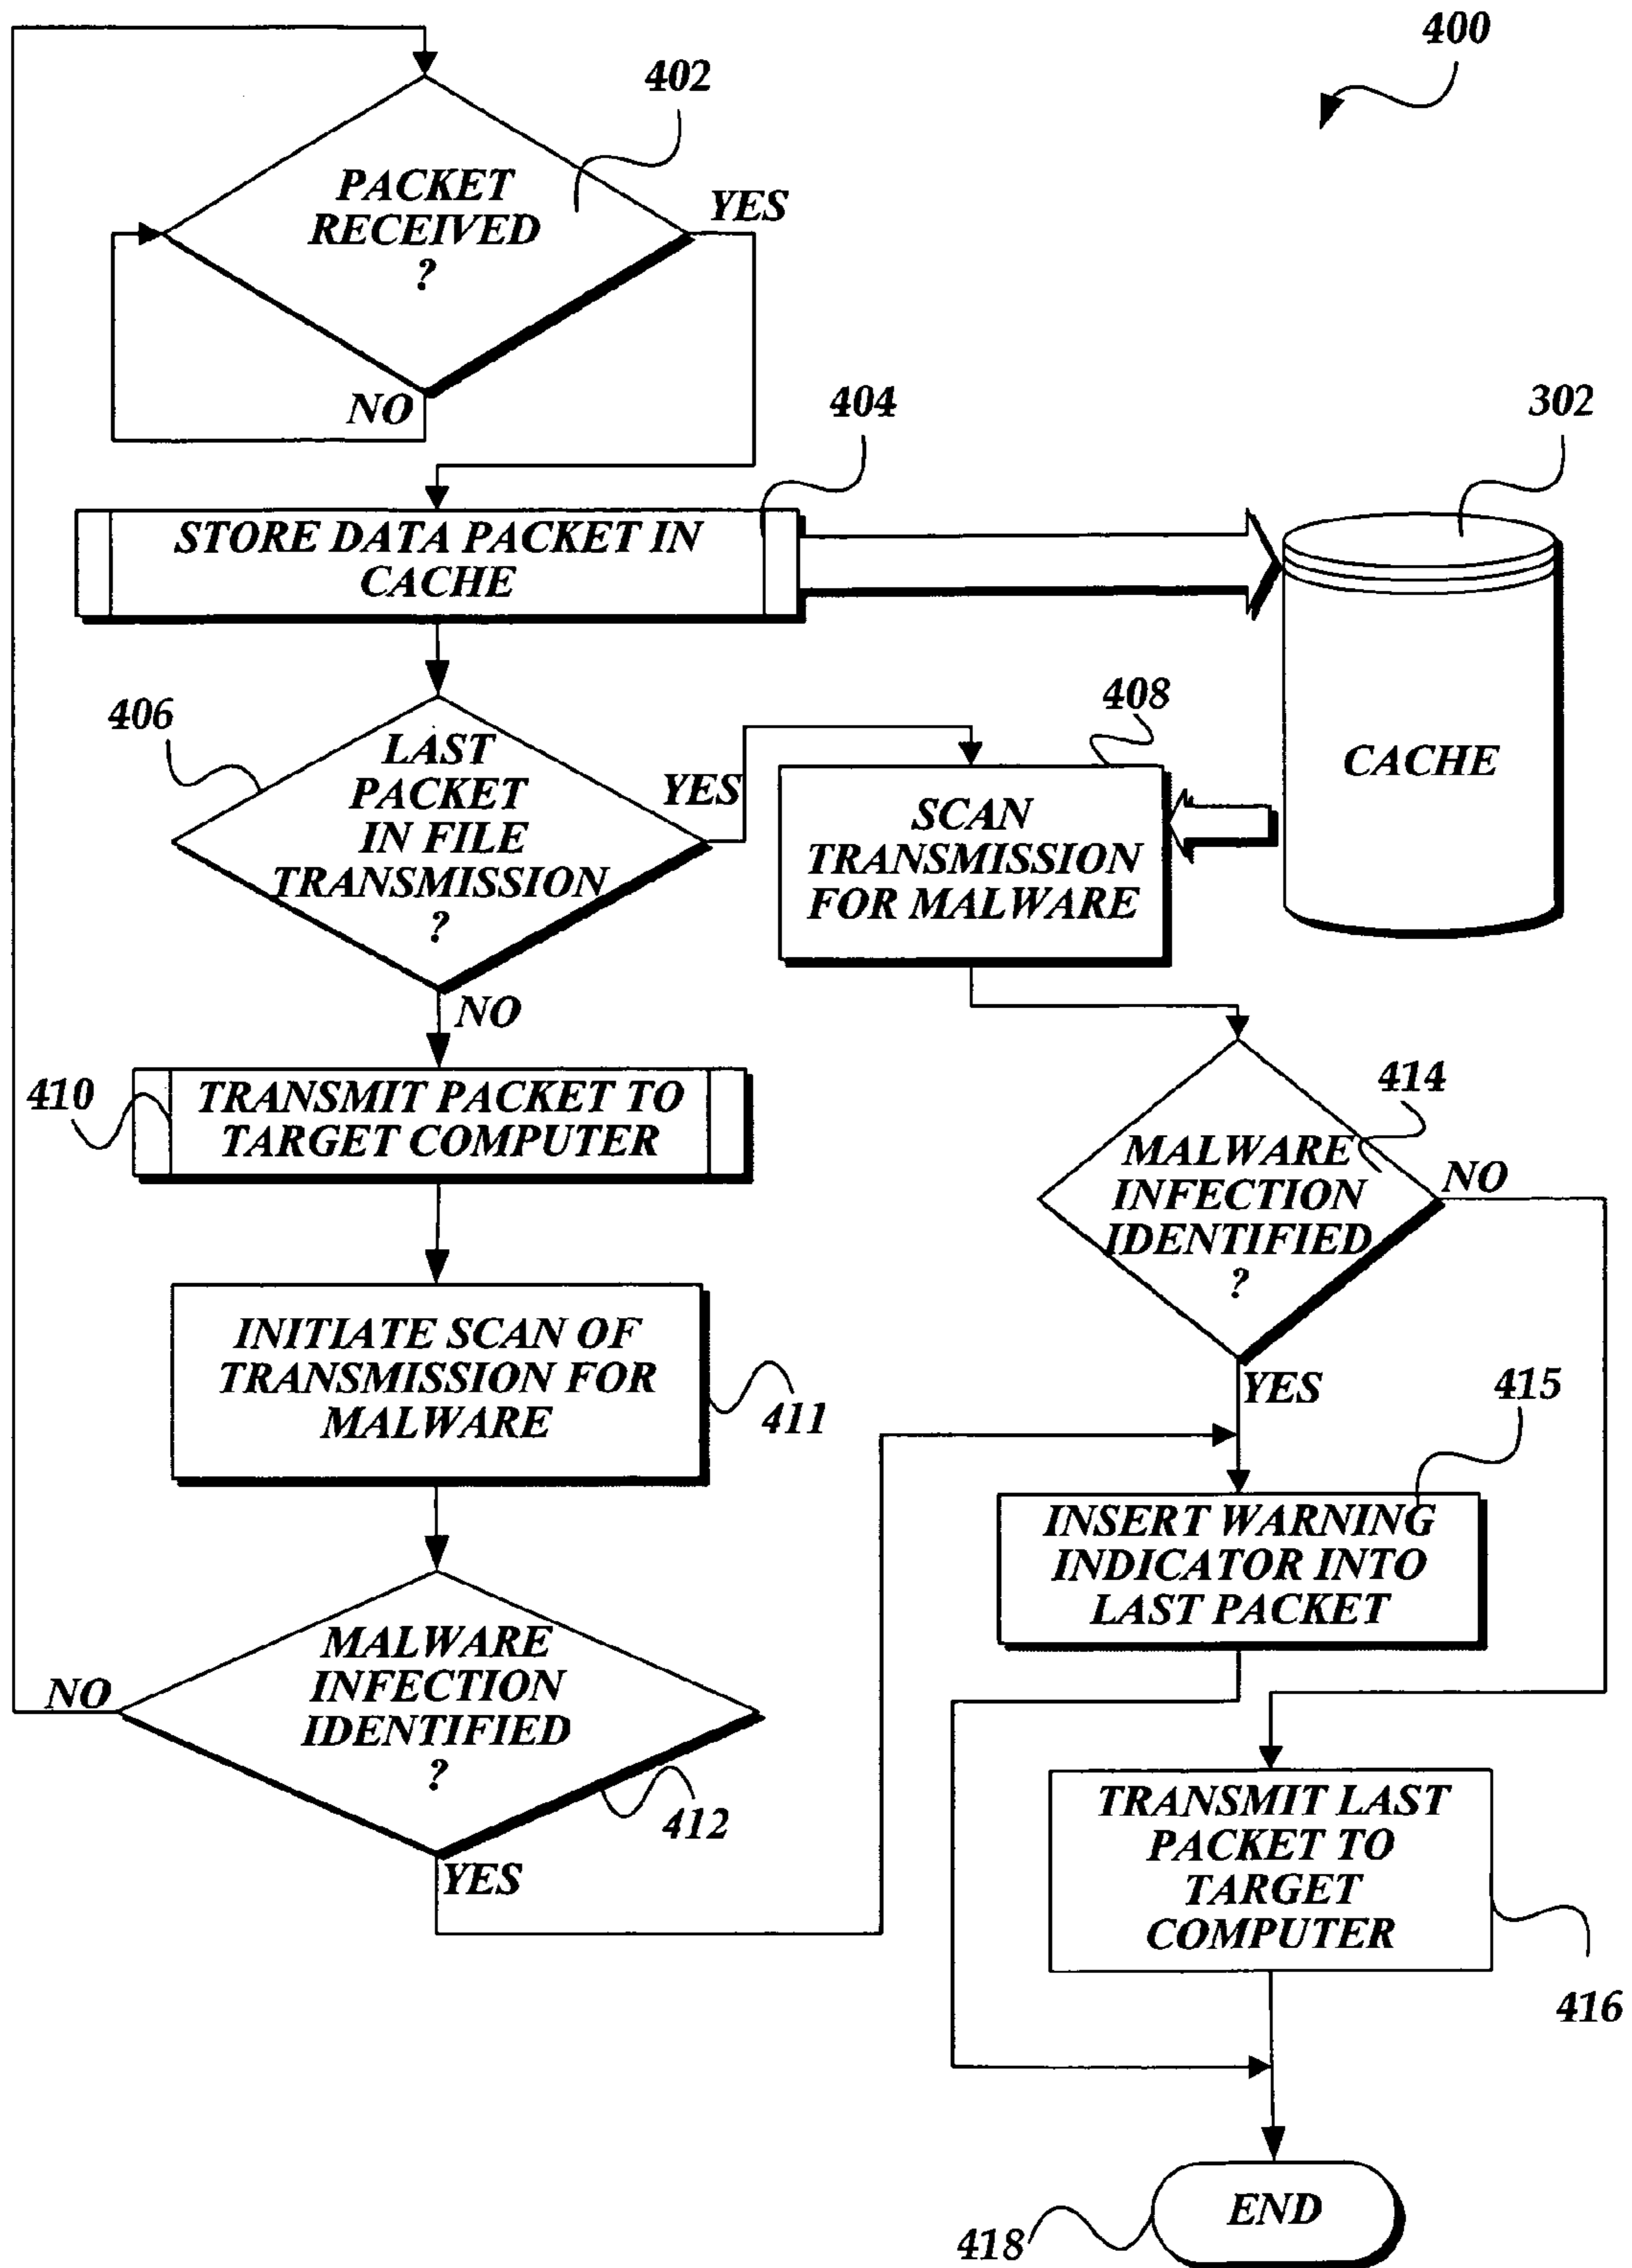 400
402
PACKET
RECEIVED
?
YES
NO
404
302
STORE DATA PACKET IN
CACHE
406
408
LAST
PACKET
IN FILE
TRANSMISSION
?
YES
NO
SCAN
TRANSMISSION
FOR MALWARE
CACHE
410
TRANSMIT PACKET TO
TARGET COMPUTER
414
MALWARE
INFECTION
IDENTIFIED
?
NO
YES
INITIATE SCAN OF
TRANSMISSION FOR
MALWARE
411
415
INSERT WARNING
INDICATOR INTO
LAST PACKET
MALWARE
INFECTION
IDENTIFIED
?
NO
412
YES
TRANSMIT LAST
PACKET TO
TARGET
COMPUTER
416
END
418